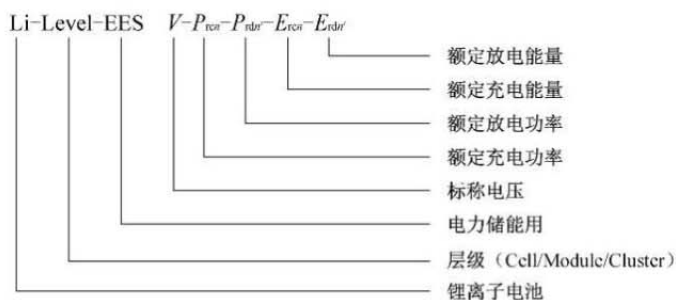 Li-Level-EES V-Prcn-Prdn'-Ercn-Erdn'
额定放电能量
额定充电能量
额定放电功率
额定充电功率
标称电压
电力储能用
层级（Cell/Module/Cluster）
锂离子电池